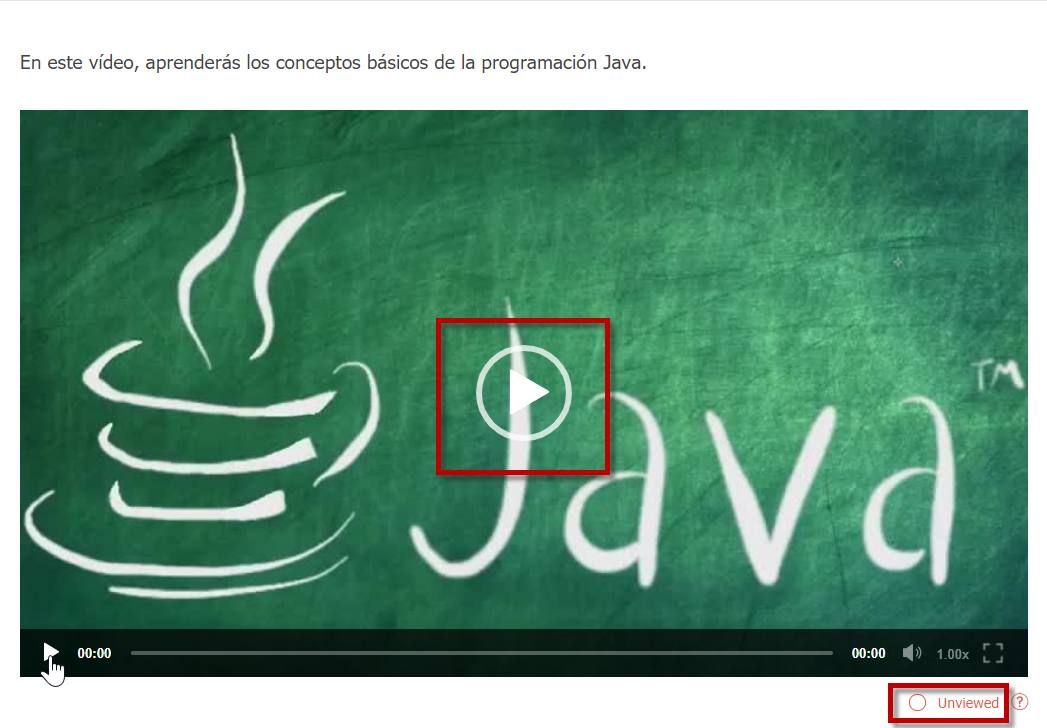 En este vídeo, aprenderás los conceptos básicos de la programación Java.
Java TM
00:00 00:00 1.00x
Unviewed ?